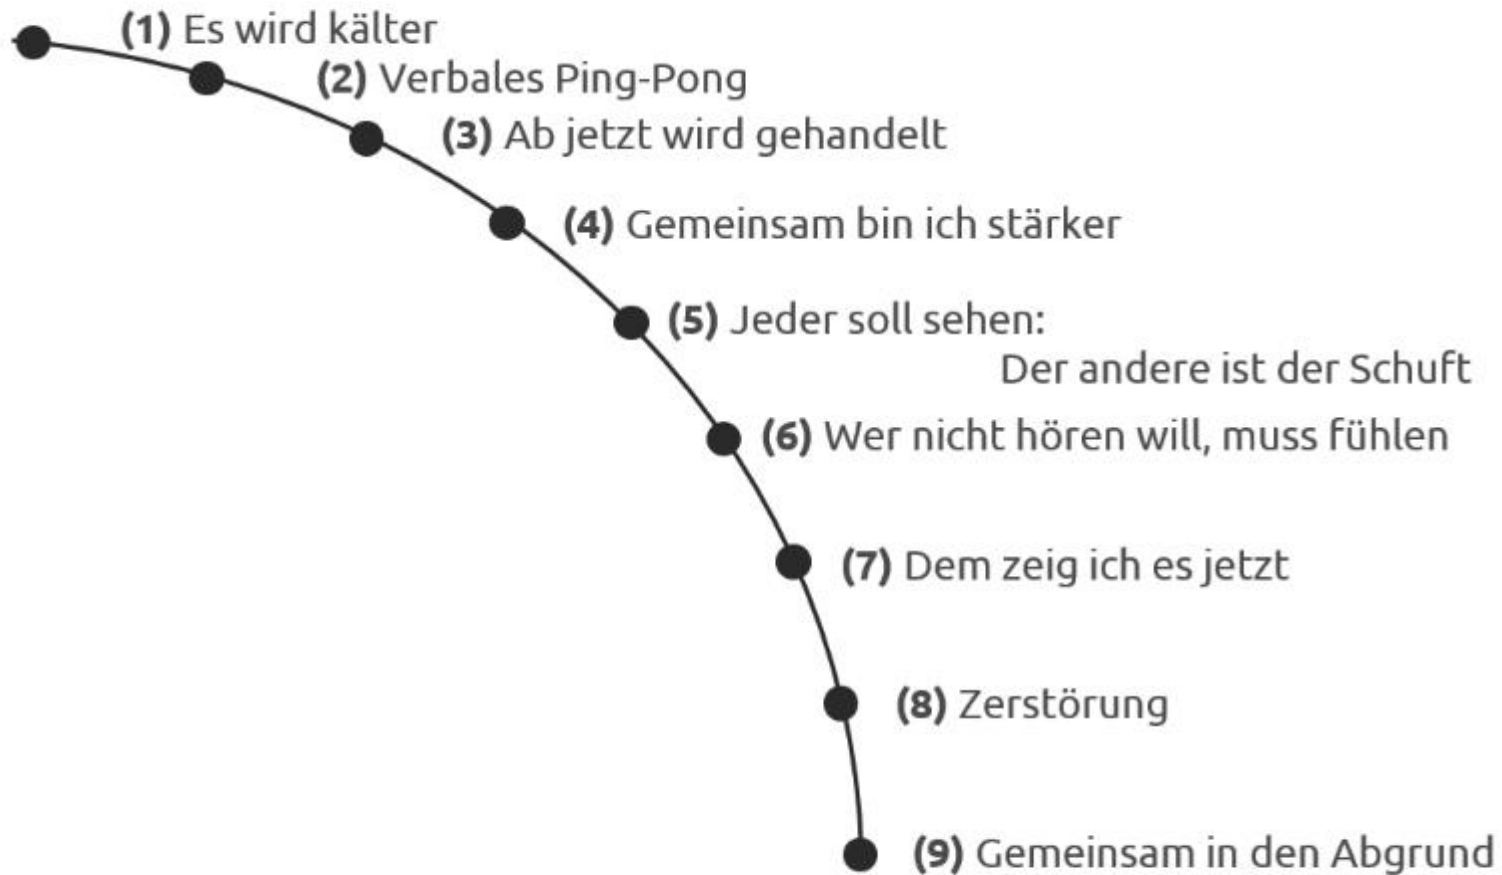 (1) Es wird kälter
(2) Verbales Ping-Pong
(3) Ab jetzt wird gehandelt
(4) Gemeinsam bin ich stärker
(5) Jeder soll sehen:
Der andere ist der Schuft
(6) Wer nicht hören will, muss fühlen
(7) Dem zeig ich es jetzt
(8) Zerstörung
(9) Gemeinsam in den Abgrund